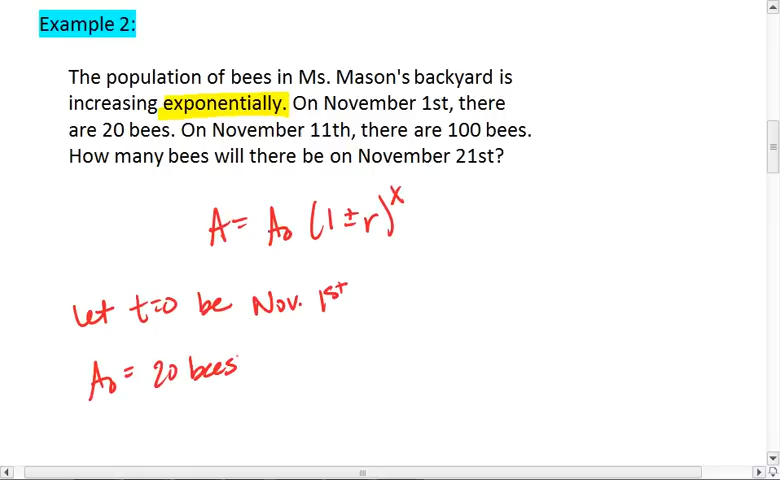 Example 2:
The population of bees in Ms. Mason's backyard is
increasing exponentially. On November 1st, there
are 20 bees. On November 11th, there are 100 bees.
How many bees will there be on November 21st?
A = A₀ (1 ± r)ˣ
Let t=0 be Nov. 1st
A₀ = 20 bees